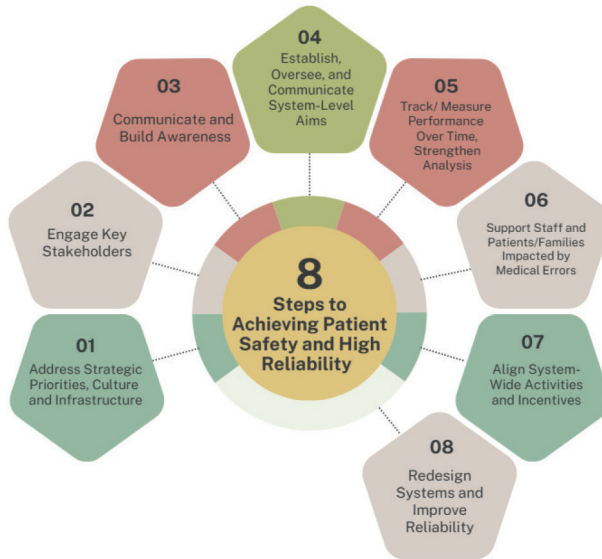 8
Steps to
Achieving Patient
Safety and High
Reliability
01
Address Strategic
Priorities, Culture
and Infrastructure
02
Engage Key
Stakeholders
03
Communicate and
Build Awareness
04
Establish,
Oversee, and
Communicate
System-Level
Aims
05
Track/ Measure
Performance
Over Time,
Strengthen
Analysis
06
Support Staff and
Patients/Families
Impacted by
Medical Errors
07
Align System-
Wide Activities
and Incentives
08
Redesign
Systems and
Improve
Reliability